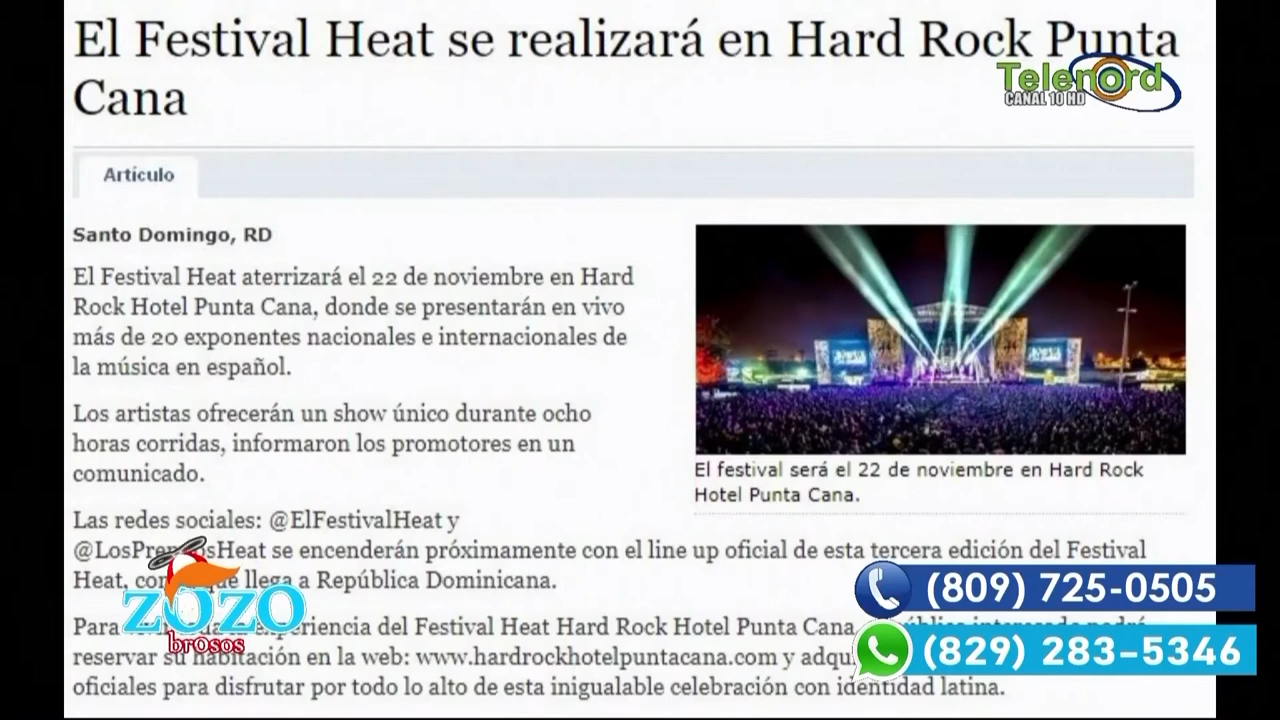 El Festival Heat se realizará en Hard Rock Punta
Cana
Telenord
CANAL 10 HD
Artículo
Santo Domingo, RD
El Festival Heat aterrizará el 22 de noviembre en Hard
Rock Hotel Punta Cana, donde se presentarán en vivo
más de 20 exponentes nacionales e internacionales de
la música en español.
Los artistas ofrecerán un show único durante ocho
horas corridas, informaron los promotores en un
comunicado.
El festival será el 22 de noviembre en Hard Rock
Hotel Punta Cana.
Las redes sociales: @ElFestivalHeat y
@LosPremiosHeat se encenderán próximamente con el line up oficial de esta tercera edición del Festival
Heat, llega a República Dominicana.
Para experiencia del Festival Heat Hard Rock Hotel Punta Cana
reservar su habitación en la web: www.hardrockhotelpuntacana.com y
oficiales para disfrutar por todo lo alto de esta inigualable celebración con identidad latina.
ZOZO
brOsos
(809) 725-0505
(829) 283-5346